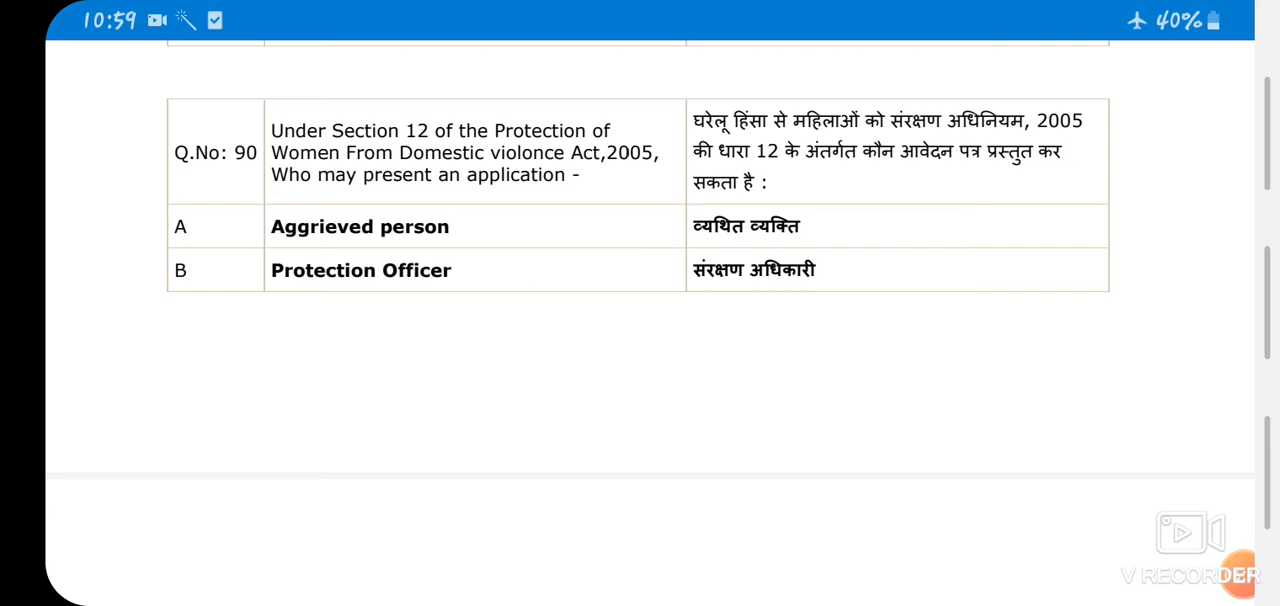 10:59
40%
Q.No: 90
Under Section 12 of the Protection of
Women From Domestic violonce Act,2005,
Who may present an application -
घरेलू हिंसा से महिलाओं को संरक्षण अधिनियम, 2005
की धारा 12 के अंतर्गत कौन आवेदन पत्र प्रस्तुत कर
सकता है :
A
Aggrieved person
व्यथित व्यक्ति
B
Protection Officer
संरक्षण अधिकारी
V RECORDER